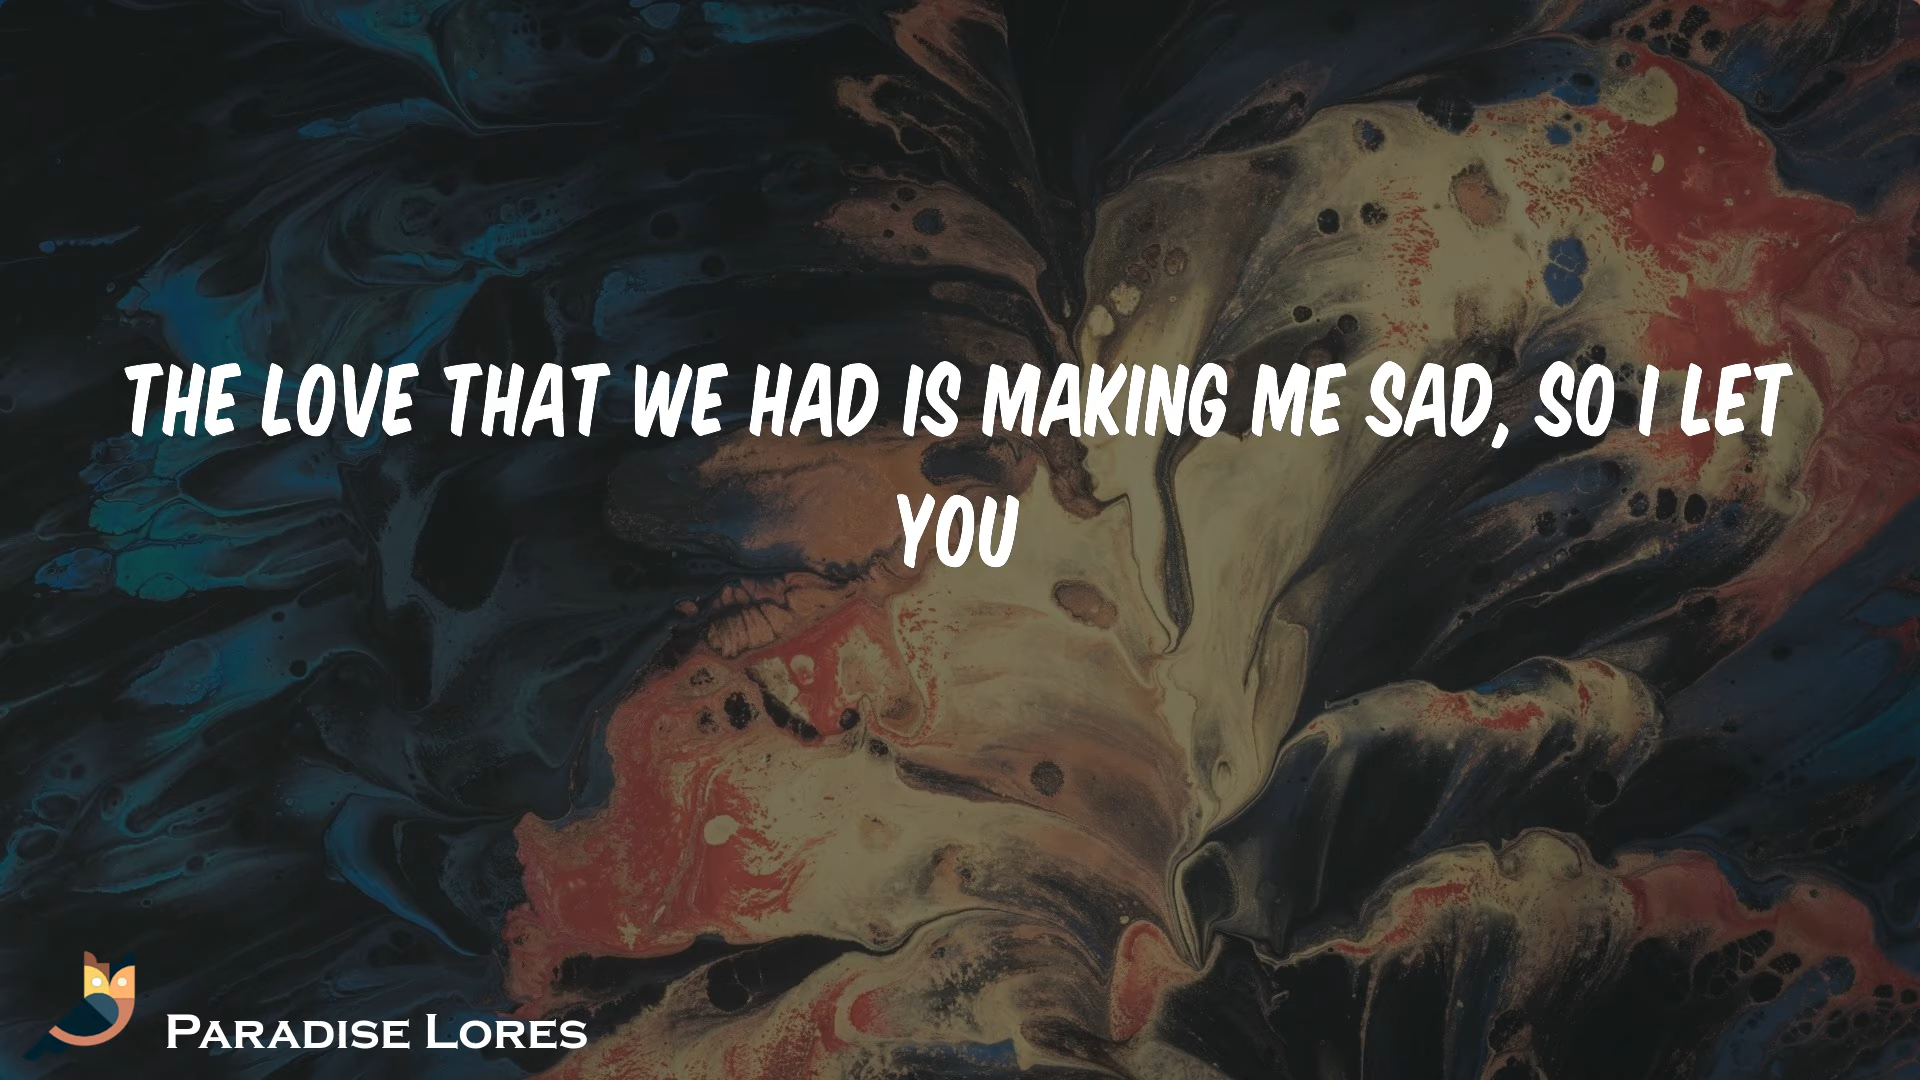 THE LOVE THAT WE HAD IS MAKING ME SAD, SO I LET
YOU
PARADISE LORES